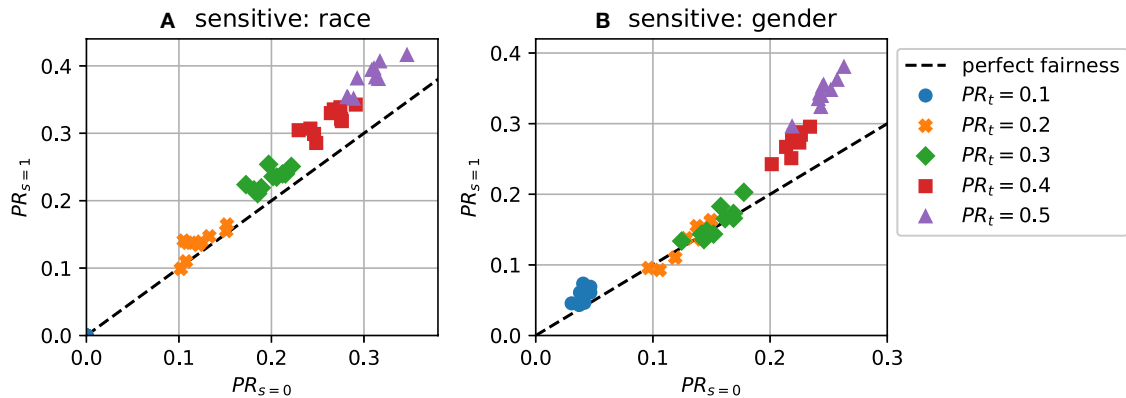 A sensitive: race
B sensitive: gender
0.4
0.3
0.2
0.1
0.0
PR_{s=1}
0.0 0.1 0.2 0.3
PR_{s=0}
0.4
0.3
0.2
0.1
0.0
PR_{s=1}
0.0 0.1 0.2 0.3
PR_{s=0}
perfect fairness
PR_t = 0.1
PR_t = 0.2
PR_t = 0.3
PR_t = 0.4
PR_t = 0.5